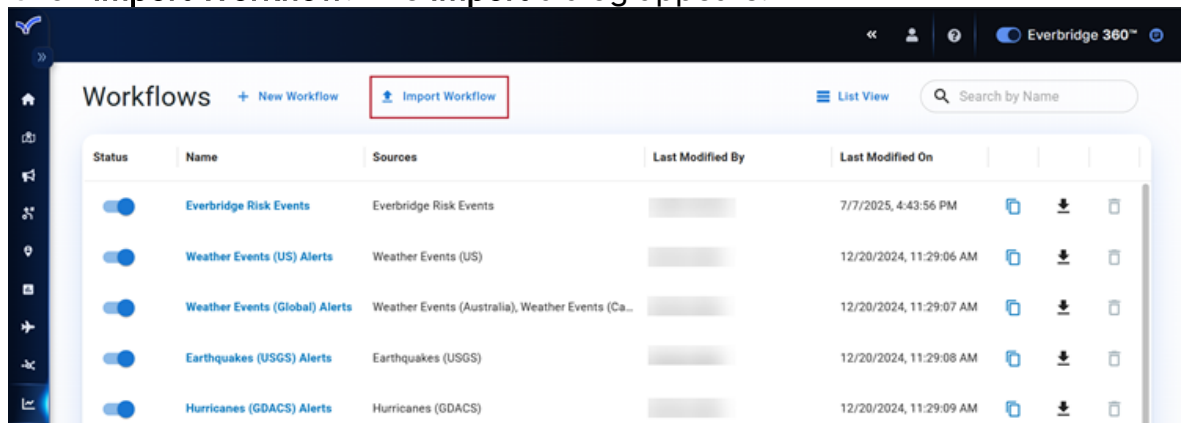 Import Workflow
Everbridge 360™
Workflows + New Workflow Import Workflow List View Search by Name
Status Name Sources Last Modified By Last Modified On
Everbridge Risk Events Everbridge Risk Events 7/7/2025, 4:43:56 PM
Weather Events (US) Alerts Weather Events (US) 12/20/2024, 11:29:06 AM
Weather Events (Global) Alerts Weather Events (Australia), Weather Events (Ca... 12/20/2024, 11:29:07 AM
Earthquakes (USGS) Alerts Earthquakes (USGS) 12/20/2024, 11:29:08 AM
Hurricanes (GDACS) Alerts Hurricanes (GDACS) 12/20/2024, 11:29:09 AM